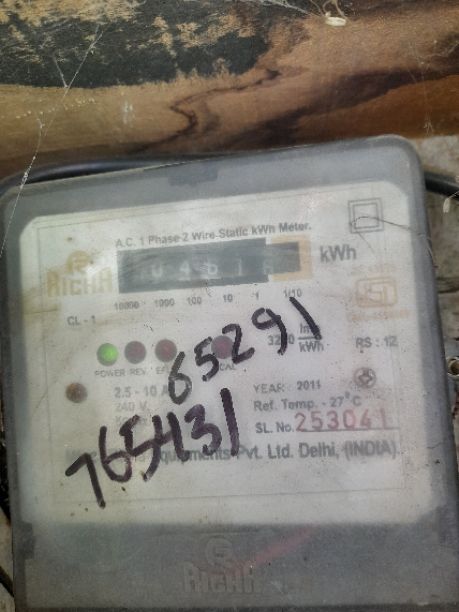 A.C. 1 Phase 2 Wire Static kWh Meter.
RICHA
kWh
10000 1000 100 10 1 1/10
CL - 1
65291
3200 Imp/kWh
RS : 12
POWER REV.
2.5 - 10 A
YEAR : 2011
240 V.
Ref. Temp. - 27°C
765431
SL. No. 253041
Pvt. Ltd. Delhi, (INDIA)
RICHA